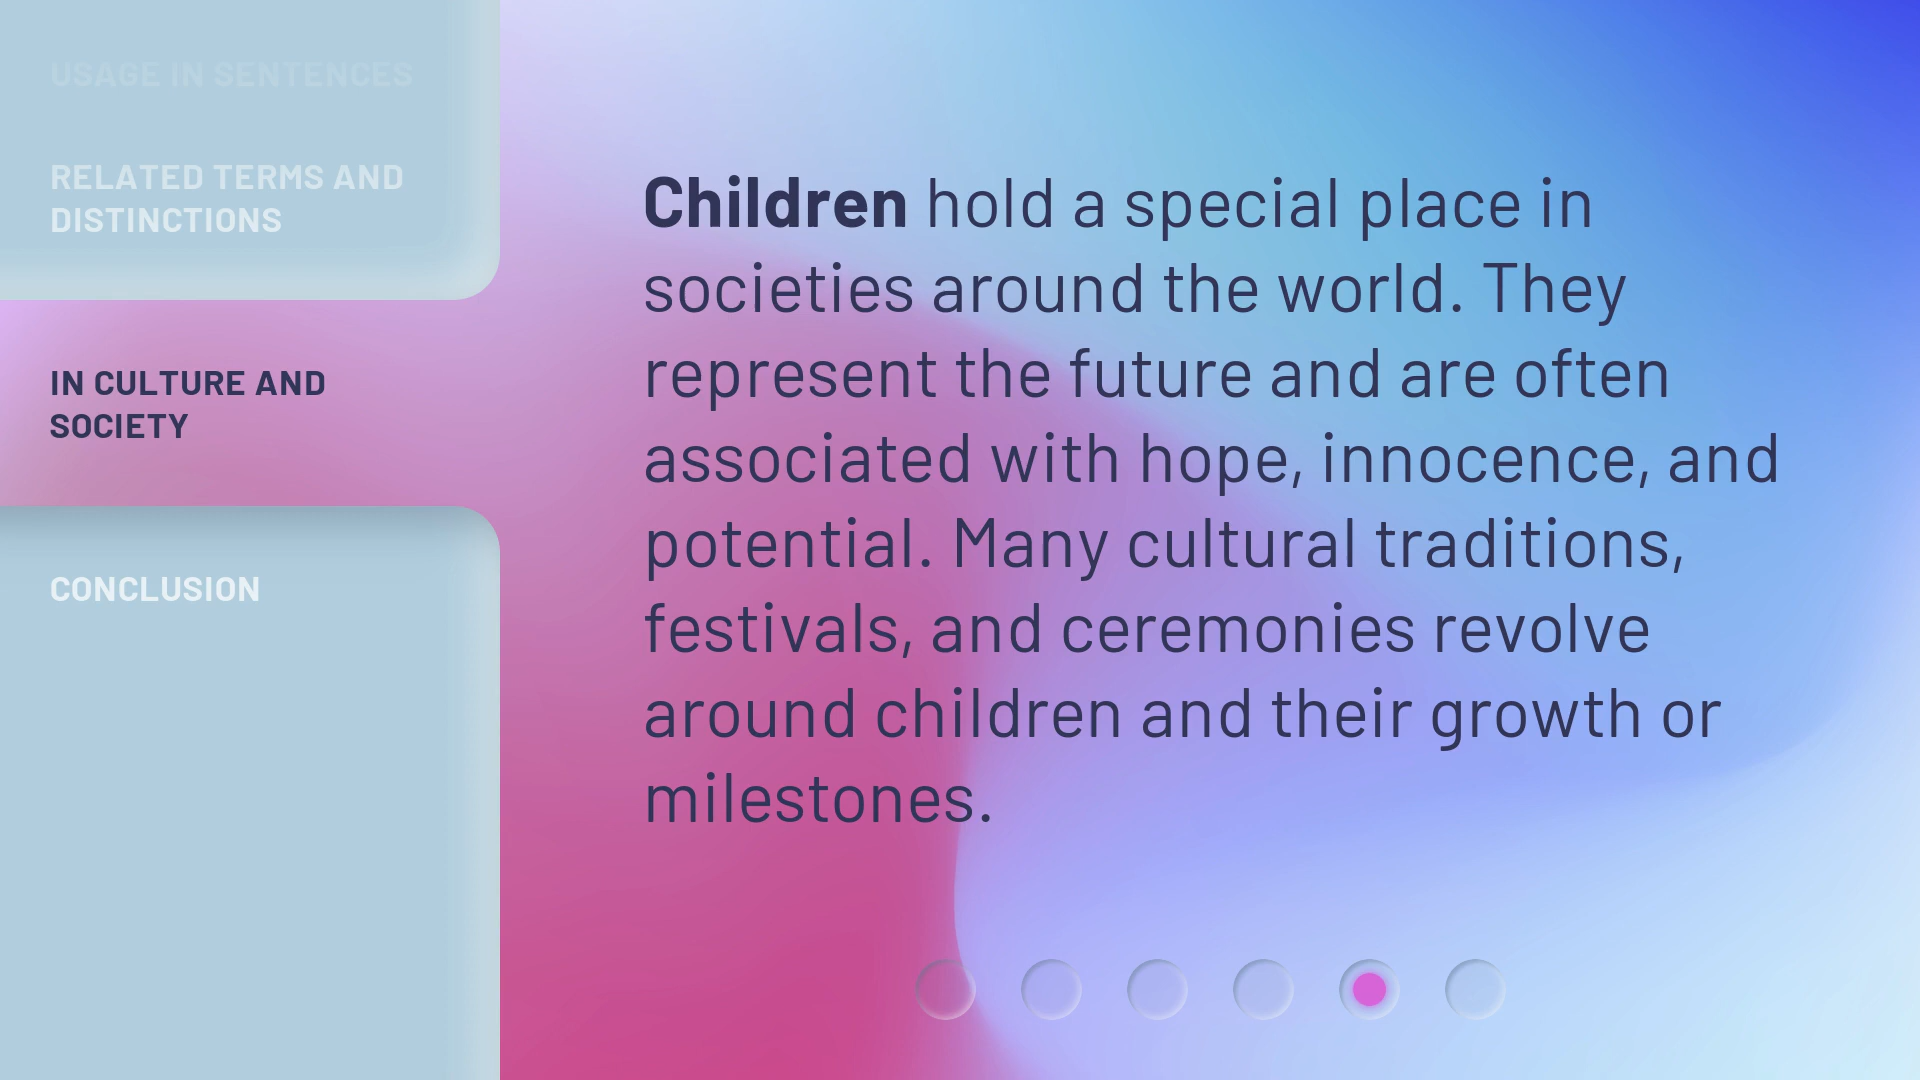 USAGE IN SENTENCES
RELATED TERMS AND
DISTINCTIONS
IN CULTURE AND
SOCIETY
CONCLUSION
Children hold a special place in
societies around the world. They
represent the future and are often
associated with hope, innocence, and
potential. Many cultural traditions,
festivals, and ceremonies revolve
around children and their growth or
milestones.